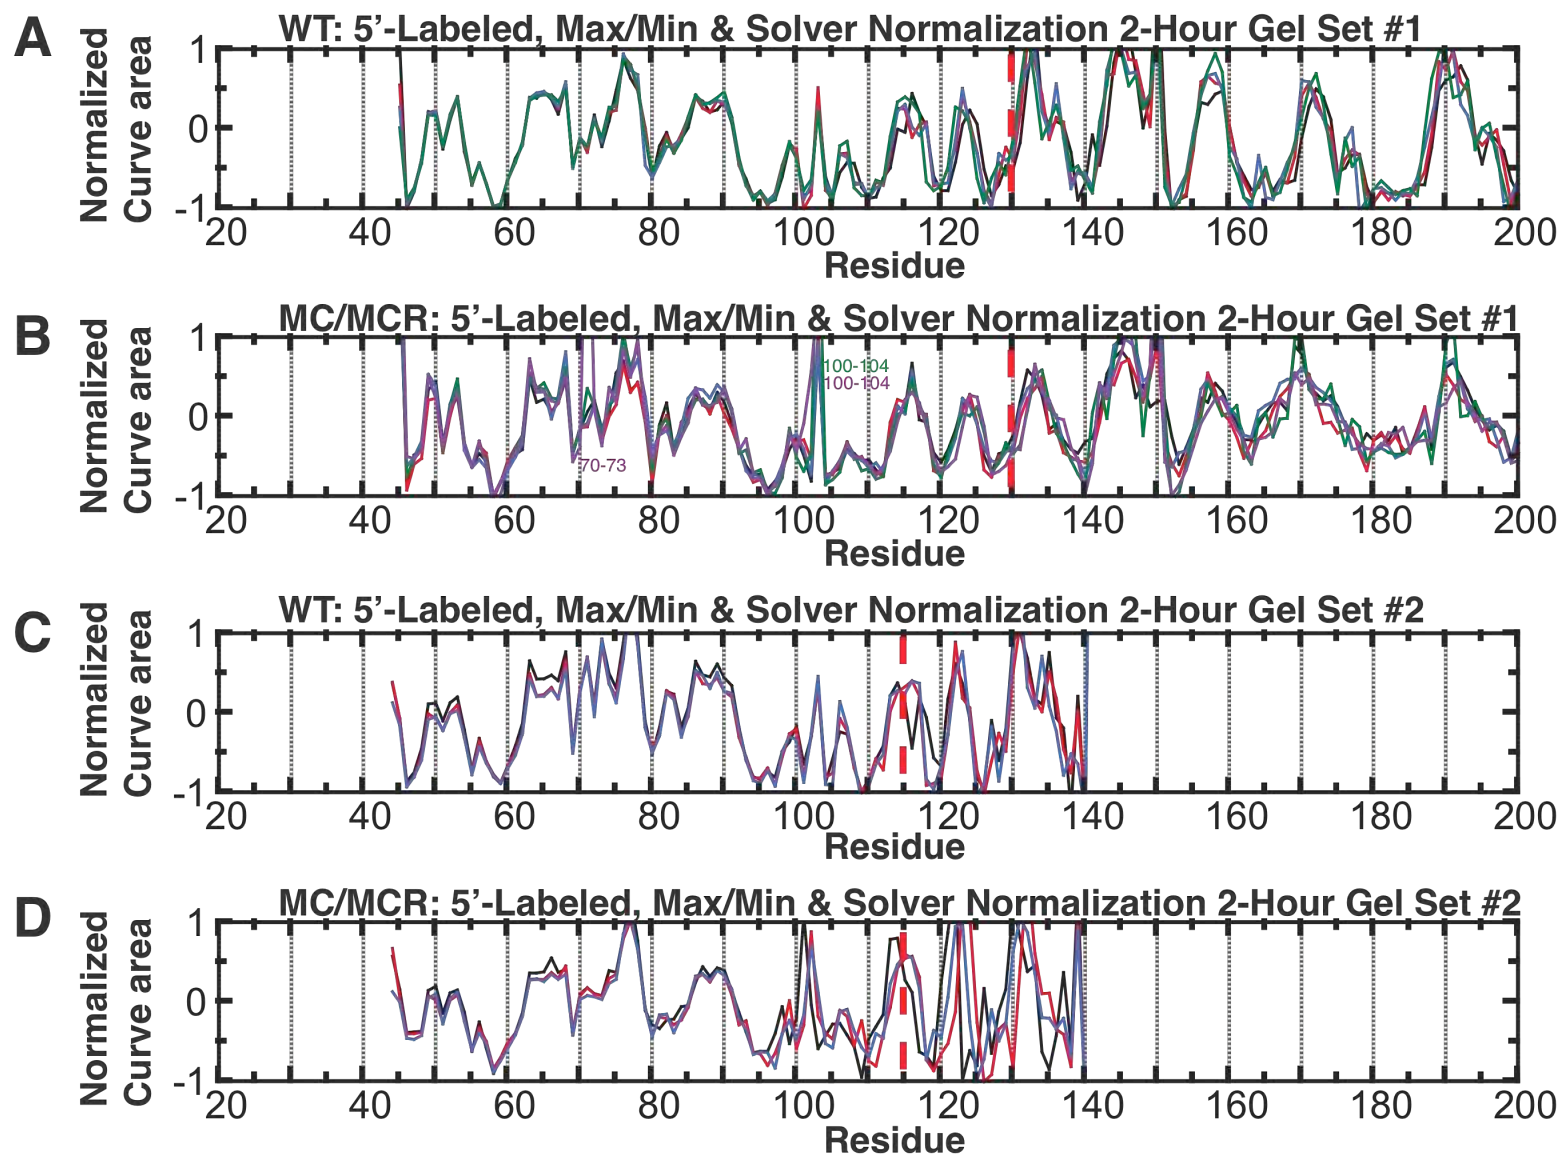 A
WT: 5’-Labeled, Max/Min & Solver Normalization 2-Hour Gel Set #1
Normalized
Curve area
1
0
-1
20 40 60 80 100 120 140 160 180 200
Residue
B
MC/MCR: 5’-Labeled, Max/Min & Solver Normalization 2-Hour Gel Set #1
Normalized
Curve area
1
0
-1
100-104
100-104
70-73
20 40 60 80 100 120 140 160 180 200
Residue
C
WT: 5’-Labeled, Max/Min & Solver Normalization 2-Hour Gel Set #2
Normalized
Curve area
1
0
-1
20 40 60 80 100 120 140 160 180 200
Residue
D
MC/MCR: 5’-Labeled, Max/Min & Solver Normalization 2-Hour Gel Set #2
Normalized
Curve area
1
0
-1
20 40 60 80 100 120 140 160 180 200
Residue